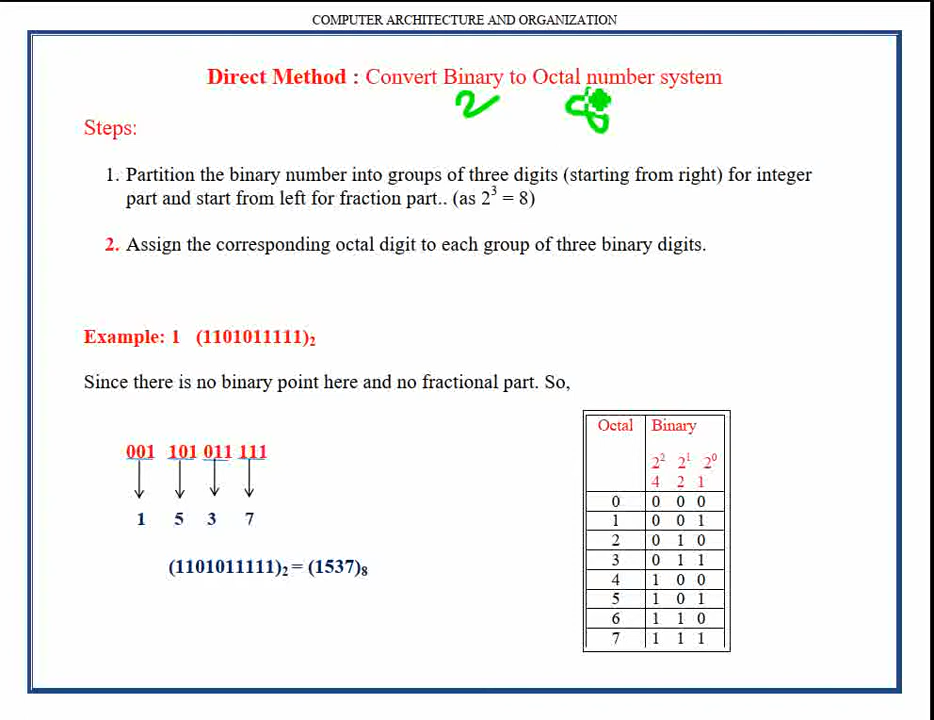 COMPUTER ARCHITECTURE AND ORGANIZATION
Direct Method : Convert Binary to Octal number system
2 8
Steps:
1. Partition the binary number into groups of three digits (starting from right) for integer
part and start from left for fraction part.. (as 2³ = 8)
2. Assign the corresponding octal digit to each group of three binary digits.
Example: 1 (1101011111)₂
Since there is no binary point here and no fractional part. So,
001 101 011 111
1 5 3 7
(1101011111)₂ = (1537)₈
Octal Binary
2² 2¹ 2⁰
4 2 1
0 0 0 0
1 0 0 1
2 0 1 0
3 0 1 1
4 1 0 0
5 1 0 1
6 1 1 0
7 1 1 1